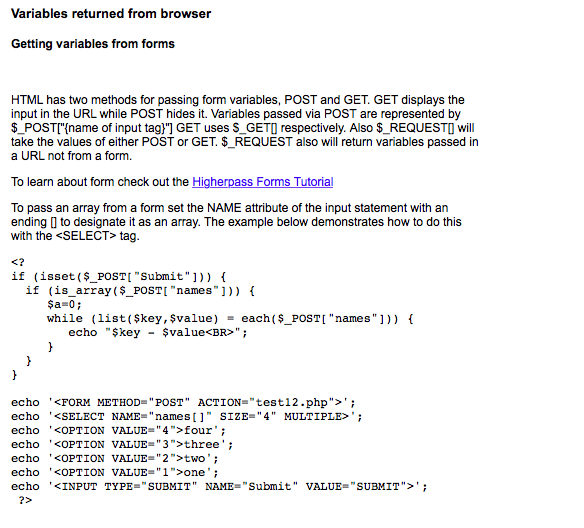 Variables returned from browser
Getting variables from forms
HTML has two methods for passing form variables, POST and GET. GET displays the
input in the URL while POST hides it. Variables passed via POST are represented by
$_POST["{name of input tag}"] GET uses $_GET[] respectively. Also $_REQUEST[] will
take the values of either POST or GET. $_REQUEST also will return variables passed in
a URL not from a form.
To learn about form check out the Higherpass Forms Tutorial
To pass an array from a form set the NAME attribute of the input statement with an
ending [] to designate it as an array. The example below demonstrates how to do this
with the <SELECT> tag.
<?
if (isset($_POST["Submit"])) {
  if (is_array($_POST["names"])) {
     $a=0;
     while (list($key,$value) = each($_POST["names"])) {
        echo "$key - $value<BR>";
     }
  }
}
echo '<FORM METHOD="POST" ACTION="test12.php">';
echo '<SELECT NAME="names[]" SIZE="4" MULTIPLE>';
echo '<OPTION VALUE="4">four';
echo '<OPTION VALUE="3">three';
echo '<OPTION VALUE="2">two';
echo '<OPTION VALUE="1">one';
echo '<INPUT TYPE="SUBMIT" NAME="Submit" VALUE="SUBMIT">';
 ?>